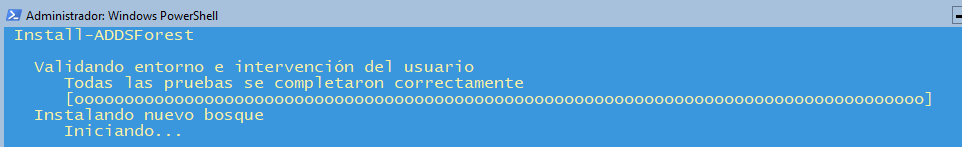 Administrador: Windows PowerShell
Install-ADDSForest
Validando entorno e intervención del usuario
Todas las pruebas se completaron correctamente
[ooooooooooooooooooooooooooooooooooooooooooooooooooooooooooooooooooooooooooooooooooooo]
Instalando nuevo bosque
Iniciando...